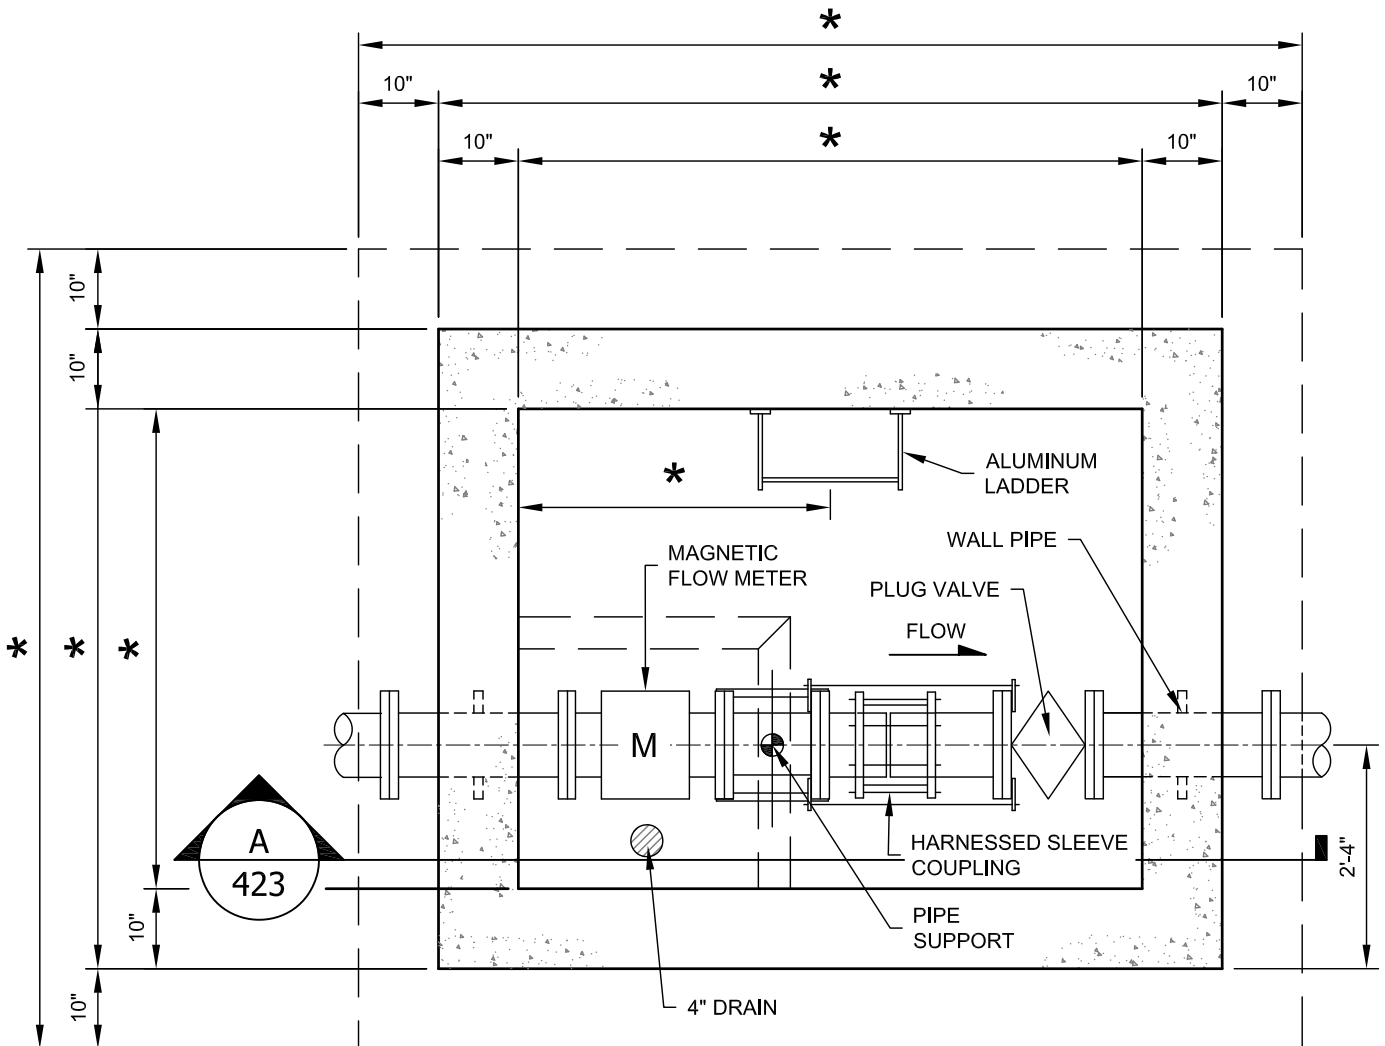 *
10"
*
10"
10"
*
10"
10"
10"
*
ALUMINUM
LADDER
WALL PIPE
MAGNETIC
FLOW METER
PLUG VALVE
FLOW
*
*
*
M
A
423
HARNESSED SLEEVE
COUPLING
2'-4"
10"
PIPE
SUPPORT
10"
4" DRAIN